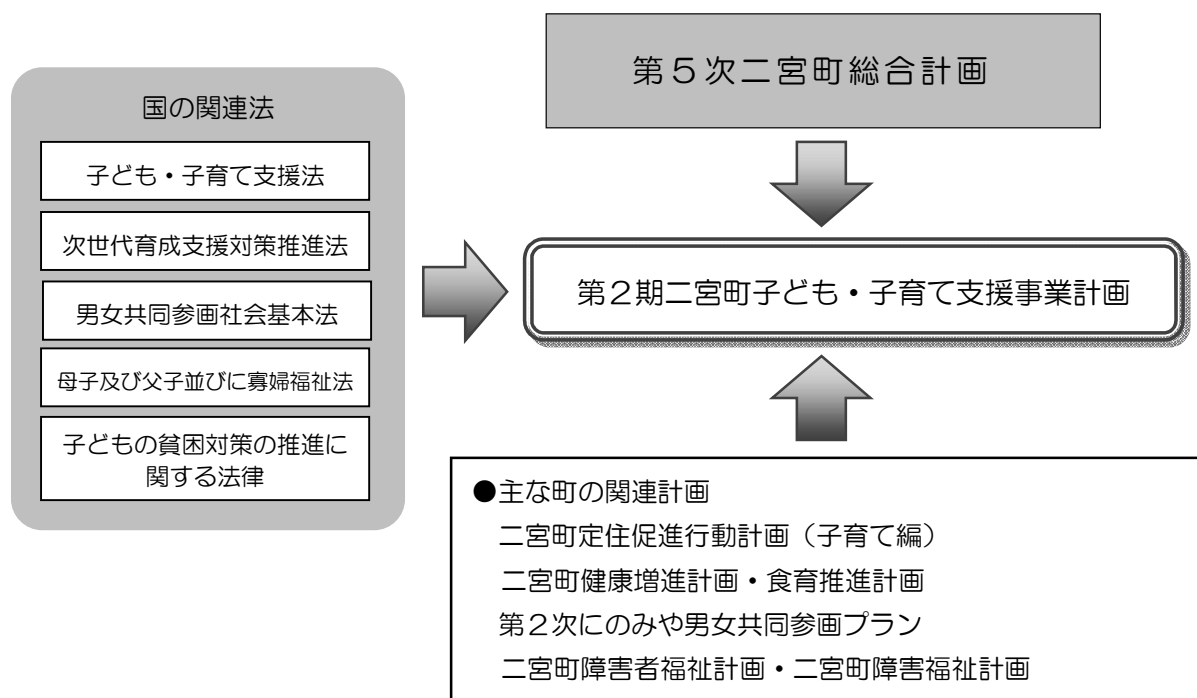 国の関連法
子ども・子育て支援法
次世代育成支援対策推進法
男女共同参画社会基本法
母子及び父子並びに寡婦福祉法
子どもの貧困対策の推進に
関する法律
第5次二宮町総合計画
第2期二宮町子ども・子育て支援事業計画
●主な町の関連計画
二宮町定住促進行動計画（子育て編）
二宮町健康増進計画・食育推進計画
第2次にのみや男女共同参画プラン
二宮町障害者福祉計画・二宮町障害福祉計画